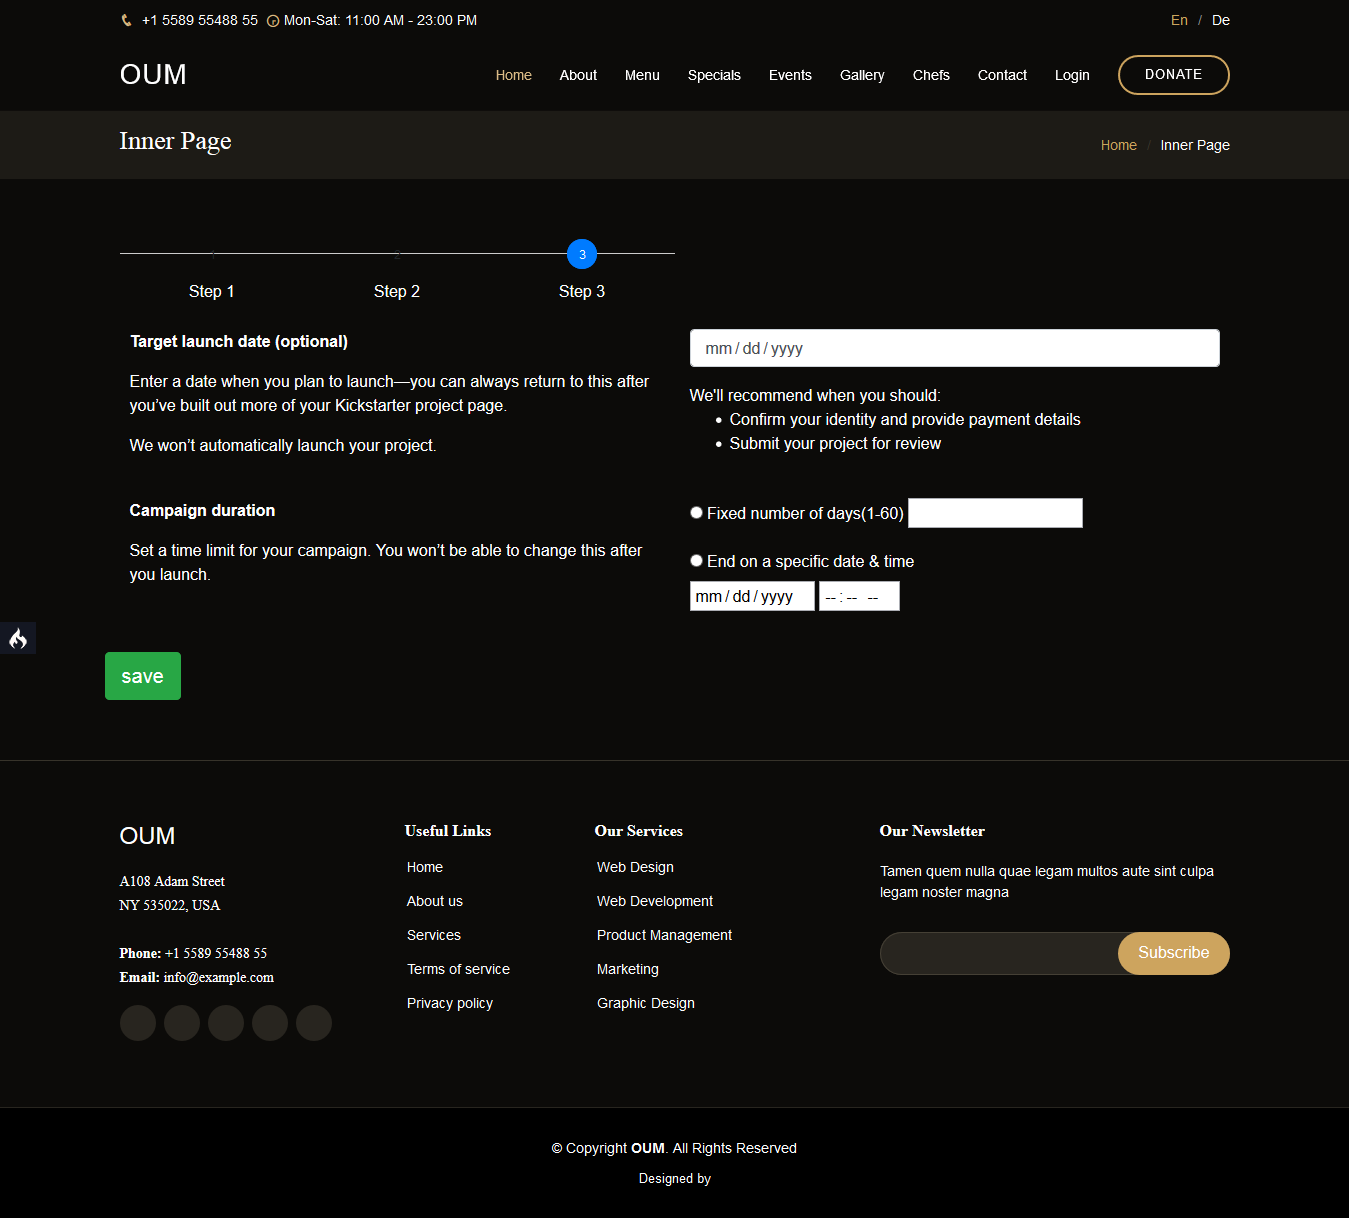 +1 5589 55488 55 Mon-Sat: 11:00 AM - 23:00 PM
En / De
OUM
Home About Menu Specials Events Gallery Chefs Contact Login DONATE
Inner Page
Home / Inner Page
1 2 3
Step 1 Step 2 Step 3
Target launch date (optional)
Enter a date when you plan to launch—you can always return to this after
you’ve built out more of your Kickstarter project page.
We won’t automatically launch your project.
mm/dd/yyyy
We'll recommend when you should:
• Confirm your identity and provide payment details
• Submit your project for review
Campaign duration
Set a time limit for your campaign. You won’t be able to change this after
you launch.
Fixed number of days(1-60)
End on a specific date & time
mm/dd/yyyy --:-- --
save
OUM
A108 Adam Street
NY 535022, USA
Phone: +1 5589 55488 55
Email: info@example.com
Useful Links
Home
About us
Services
Terms of service
Privacy policy
Our Services
Web Design
Web Development
Product Management
Marketing
Graphic Design
Our Newsletter
Tamen quem nulla quae legam multos aute sint culpa
legam noster magna
Subscribe
© Copyright OUM. All Rights Reserved
Designed by